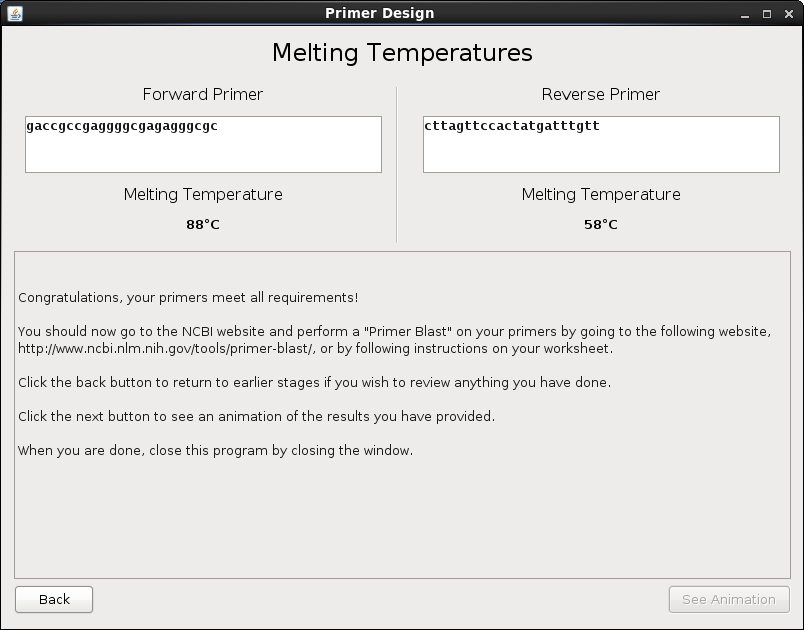 Primer Design
Melting Temperatures
Forward Primer
gaccgccgaggggcgagagggcgc
Melting Temperature
88°C
Reverse Primer
cttagttccactatgatttgtt
Melting Temperature
58°C
Congratulations, your primers meet all requirements!
You should now go to the NCBI website and perform a "Primer Blast" on your primers by going to the following website,
http://www.ncbi.nlm.nih.gov/tools/primer-blast/, or by following instructions on your worksheet.
Click the back button to return to earlier stages if you wish to review anything you have done.
Click the next button to see an animation of the results you have provided.
When you are done, close this program by closing the window.
Back
See Animation